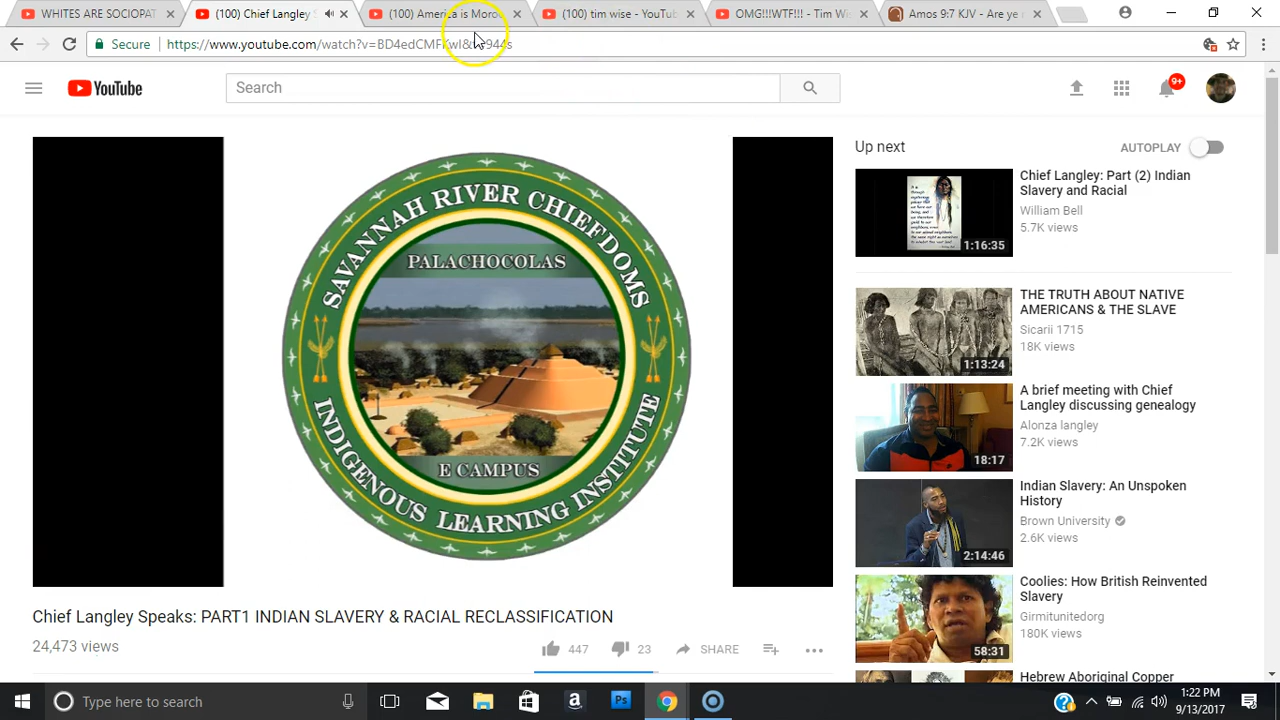 WHITES ARE SOCIOPAT
(100) Chief Langley S
(100) America is Moro
(100) tim wise - YouTu
OMG!!!WTF!!! - Tim Wi
Amos 9:7 KJV - Are ye
Secure
https://www.youtube.com/watch?v=BD4edCMFKwI&t=944s
YouTube
Search
9+
SAVANNAH RIVER CHIEFDOMS
PALACHOCOLAS
E CAMPUS
INDIGENOUS LEARNING INSTITUTE
Chief Langley Speaks: PART1 INDIAN SLAVERY & RACIAL RECLASSIFICATION
24,473 views
447
23
SHARE
Up next
AUTOPLAY
1:16:35
Chief Langley: Part (2) Indian
Slavery and Racial
William Bell
5.7K views
1:13:24
THE TRUTH ABOUT NATIVE
AMERICANS & THE SLAVE
Sicarii 1715
18K views
18:17
A brief meeting with Chief
Langley discussing genealogy
Alonza langley
7.2K views
2:14:46
Indian Slavery: An Unspoken
History
Brown University
2.6K views
58:31
Coolies: How British Reinvented
Slavery
Girmitunitedorg
180K views
Hebrew Aboriginal Copper
Type here to search
1:22 PM
9/13/2017